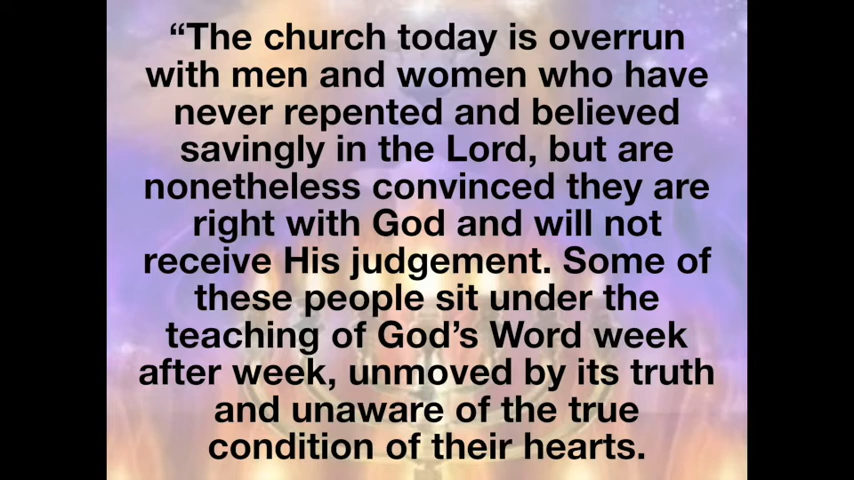 “The church today is overrun
with men and women who have
never repented and believed
savingly in the Lord, but are
nonetheless convinced they are
right with God and will not
receive His judgement. Some of
these people sit under the
teaching of God’s Word week
after week, unmoved by its truth
and unaware of the true
condition of their hearts.